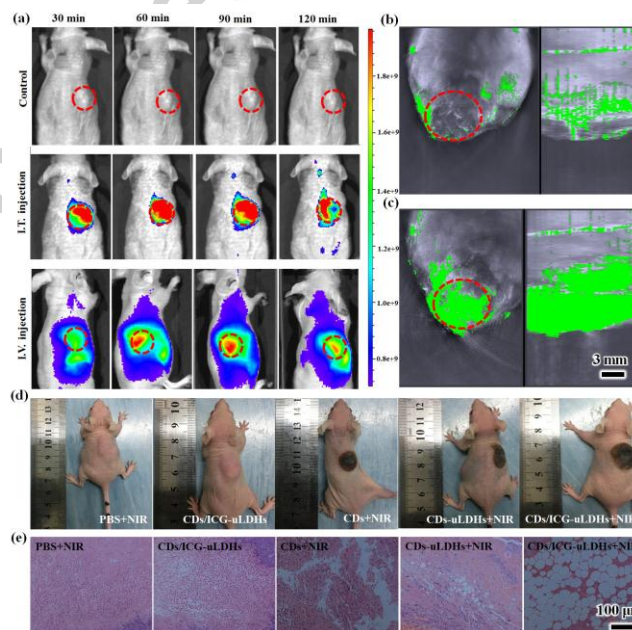 (a)
30 min
60 min
90 min
120 min
Control
I.T. injection
I.V. injection
1.8e+9
1.6e+9
1.4e+9
1.2e+9
1.0e+9
0.8e+9
(b)
(c)
3 mm
(d)
PBS+NIR
CDs/ICG-uLDHs
CDs+NIR
CDs-uLDHs+NIR
CDs/ICG-uLDHs+NI
(e)
PBS+NIR
CDs/ICG-uLDHs
CDs+NIR
CDs-uLDHs+NIR
CDs/ICG-uLDHs+NI
100 μ